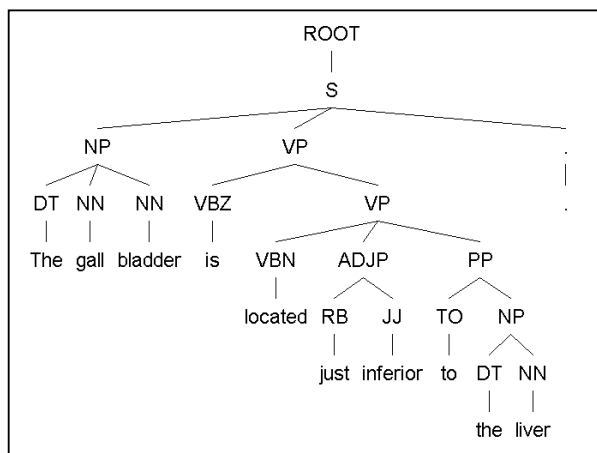 ROOT
S
NP VP .
DT NN NN VBZ VP .
The gall bladder is VBN ADJP PP
located RB JJ TO NP
just inferior to DT NN
the liver